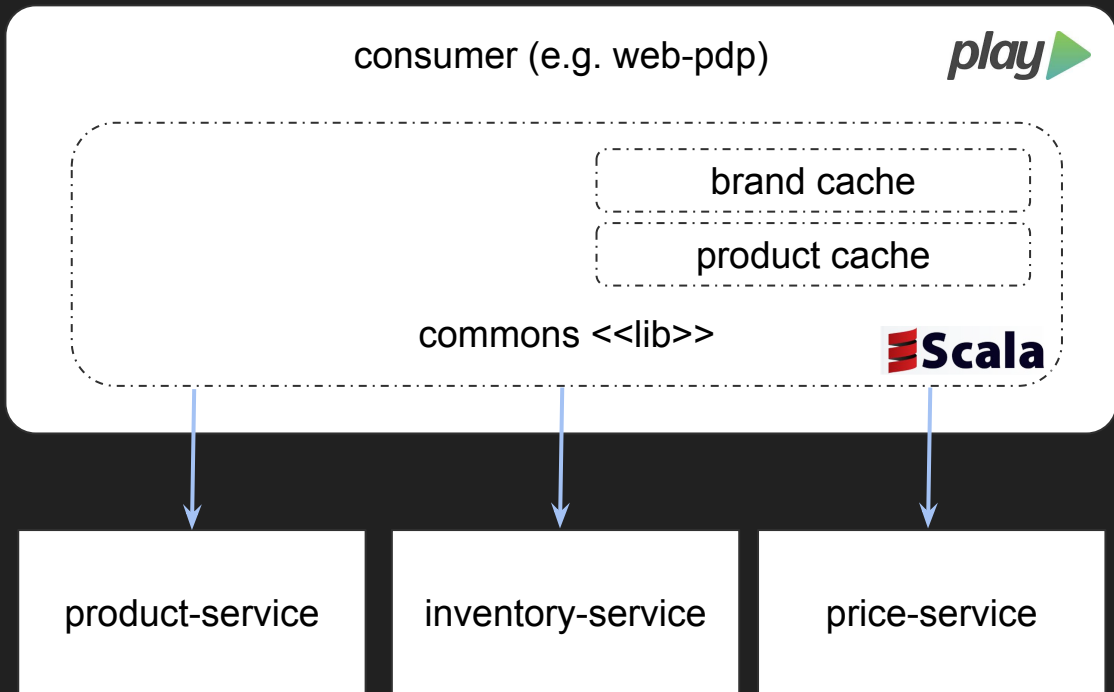 consumer (e.g. web-pdp)
play
brand cache
product cache
commons <<lib>>
Scala
product-service
inventory-service
price-service